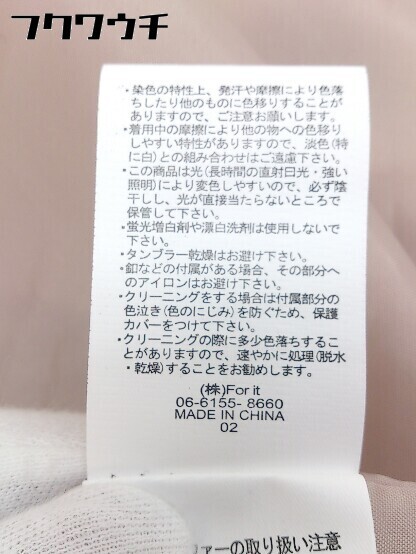 フクワウチ
・染色の特性上、発汗や摩擦により色落
ちしたり他のものに色移りすることが
ありますので、ご注意お願いします。
・着用中の摩擦により他の物への色移り
しやすい特性がありますので、淡色(特
に白)との組み合わせはご遠慮下さい。
・この商品は光(長時間の直射日光・強い
照明)により変色しやすいので、必ず陰
干しし、光が直接当たらないところで
保管して下さい。
・蛍光増白剤や漂白洗剤は使用しないで
下さい。
・タンブラー乾燥はお避け下さい。
・釦などの付属がある場合、その部分へ
のアイロンはお避け下さい。
・クリーニングをする場合は付属部分の
色泣き(色のにじみ)を防ぐため、保護
カバーをつけて下さい。
・クリーニングの際に多少色落ちするこ
とがありますので、速やかに処理(脱水
・乾燥)することをお勧めします。
(株)For it
06-6155- 8660
MADE IN CHINA
02
ァーの取り扱い注意